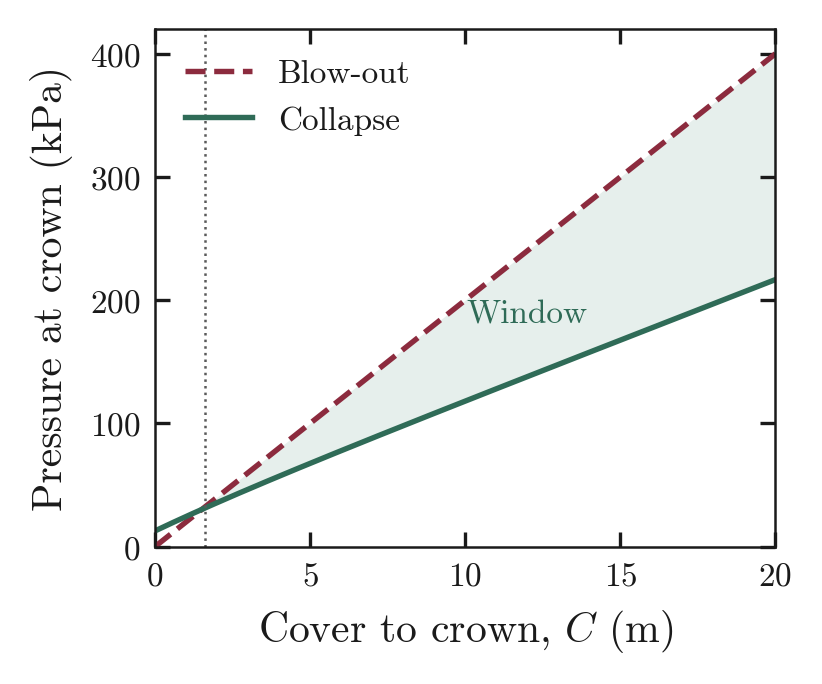 400
300
200
100
0
Pressure at crown (kPa)
Blow-out
Collapse
Window
0 5 10 15 20
Cover to crown, C (m)